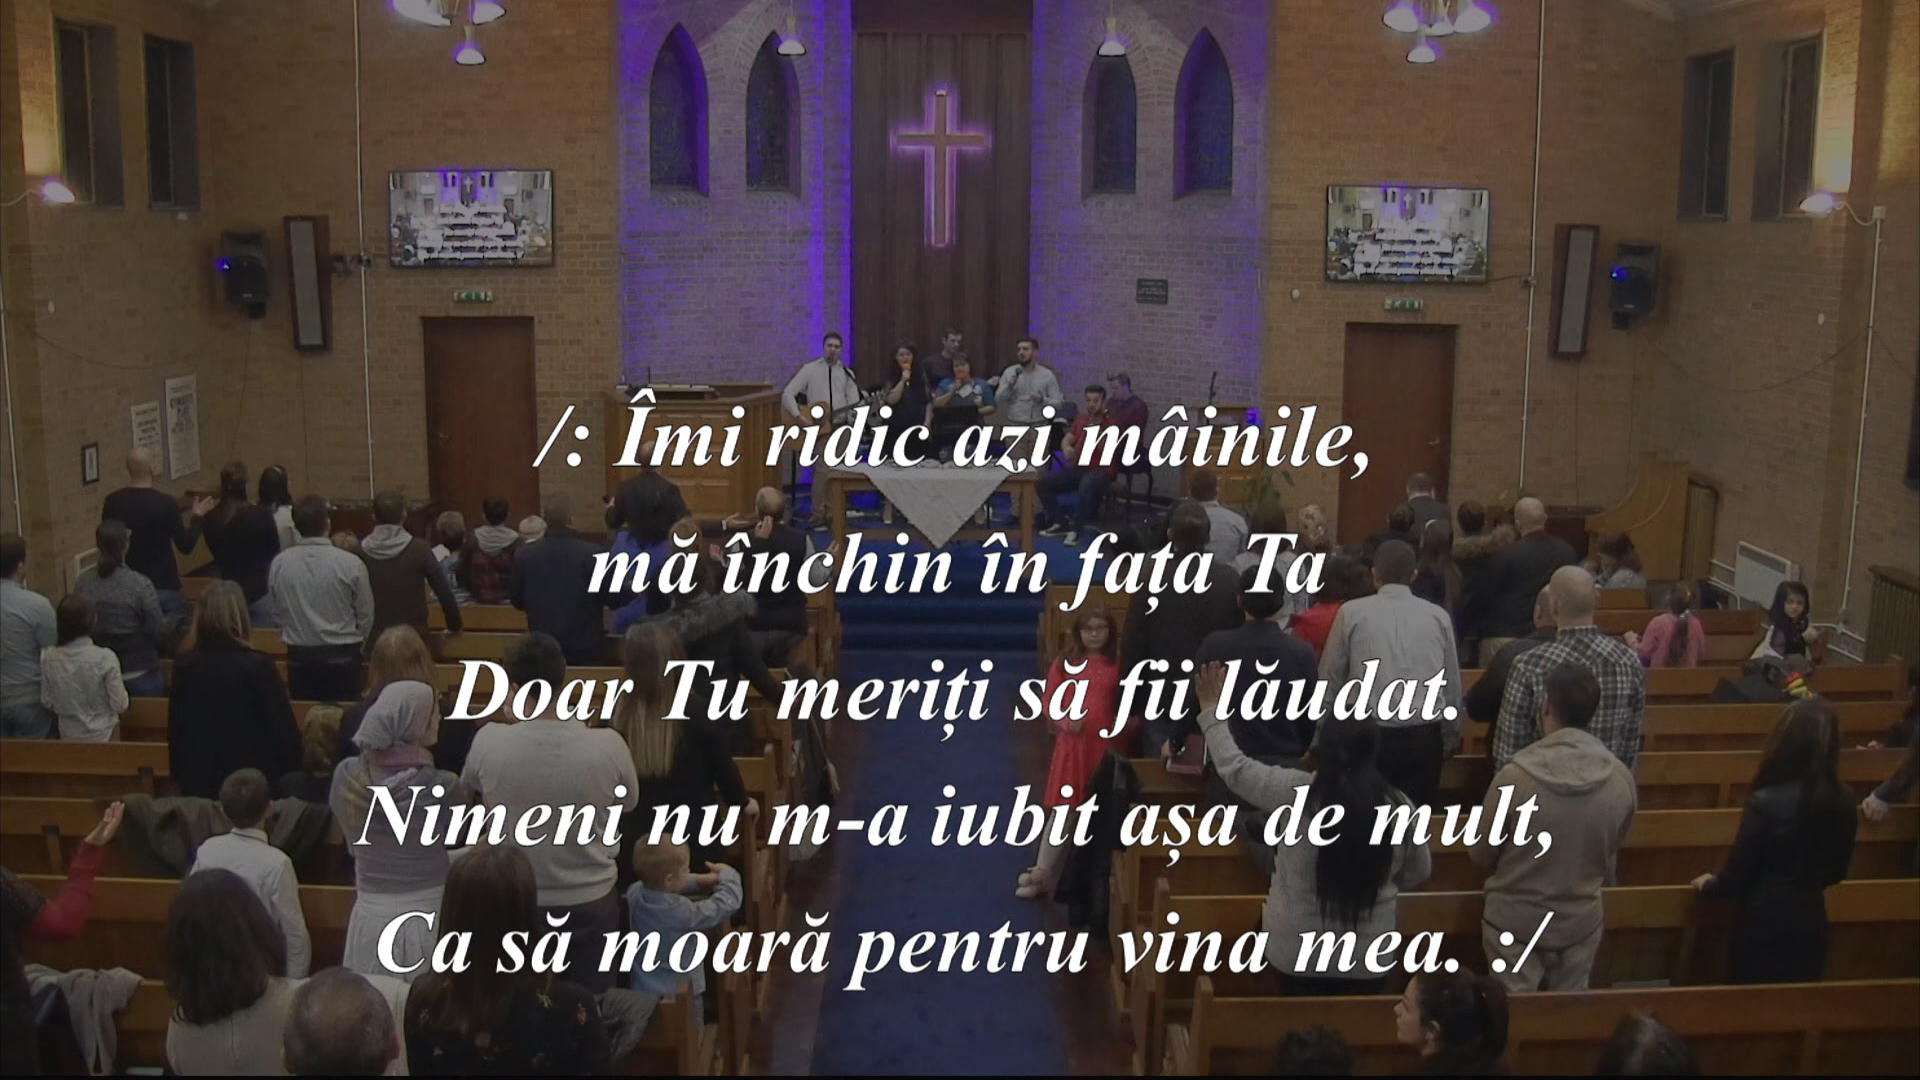 /: Îmi ridic azi mâinile,
mă închin în fața Ta
Doar Tu meriți să fii lăudat.
Nimeni nu m-a iubit așa de mult,
Ca să moară pentru vina mea. :/